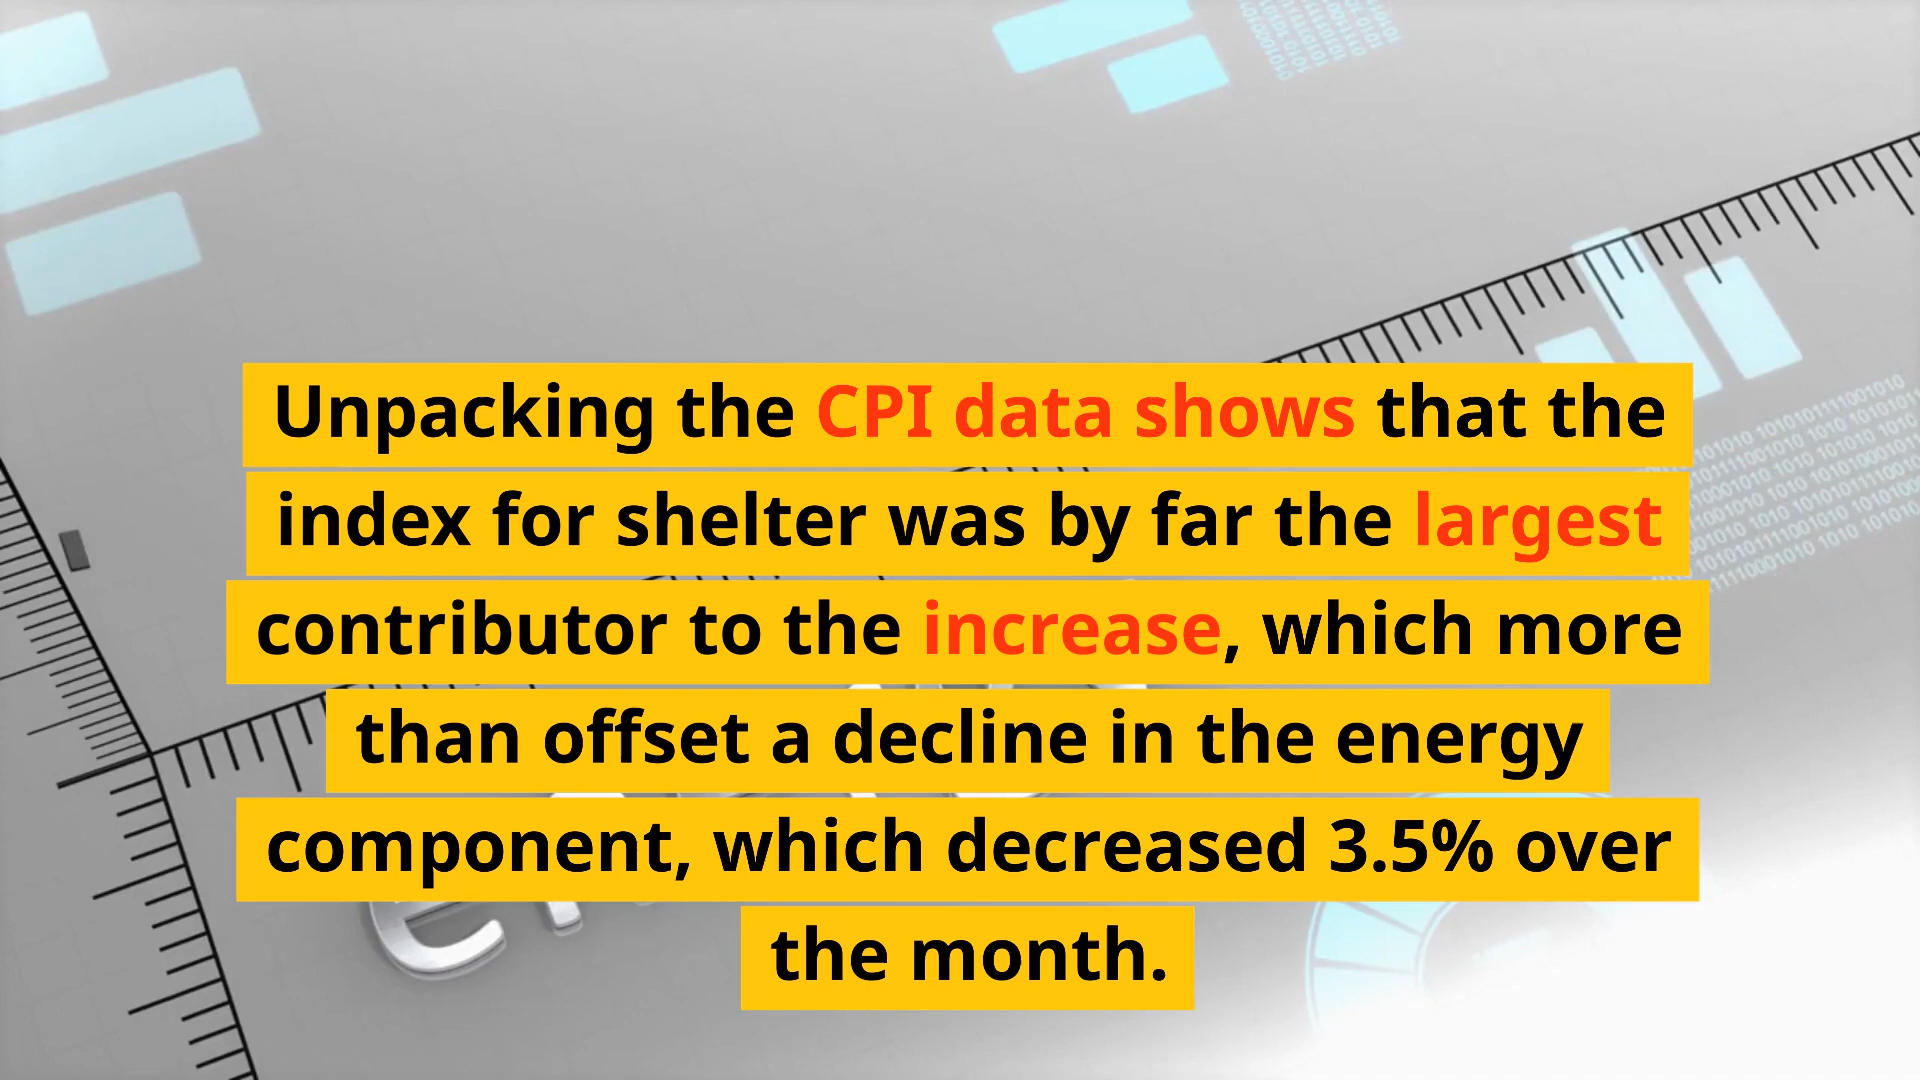 Unpacking the CPI data shows that the
index for shelter was by far the largest
contributor to the increase, which more
than offset a decline in the energy
component, which decreased 3.5% over
the month.